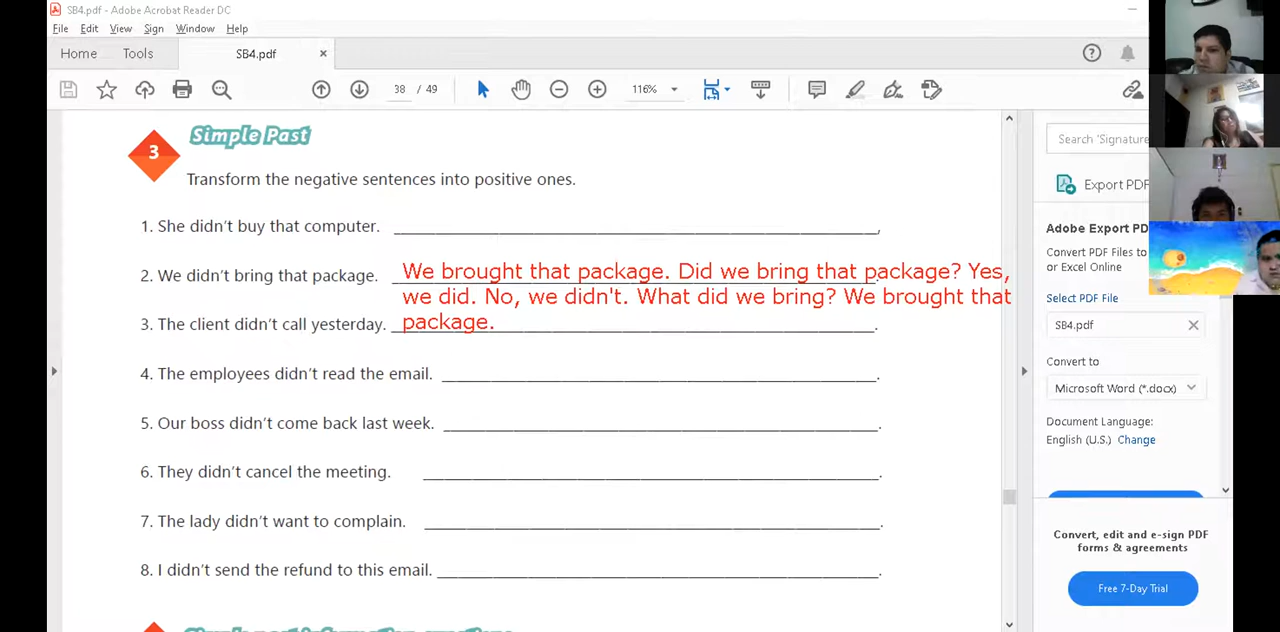 SB4.pdf - Adobe Acrobat Reader DC
File Edit View Sign Window Help
Home Tools SB4.pdf ×
38 / 49 116%
Simple Past
3
Transform the negative sentences into positive ones.
1. She didn't buy that computer. ,
2. We didn't bring that package. We brought that package. Did we bring that package? Yes, .
we did. No, we didn't. What did we bring? We brought that
3. The client didn't call yesterday. package. .
4. The employees didn't read the email. .
5. Our boss didn't come back last week. .
6. They didn't cancel the meeting. .
7. The lady didn't want to complain. .
8. I didn't send the refund to this email. .
Search 'Signature
Export PDF
Adobe Export PD
Convert PDF Files to
or Excel Online
Select PDF File
SB4.pdf
Convert to
Microsoft Word (*.docx)
Document Language:
English (U.S.) Change
Convert, edit and e-sign PDF
forms & agreements
Free 7-Day Trial